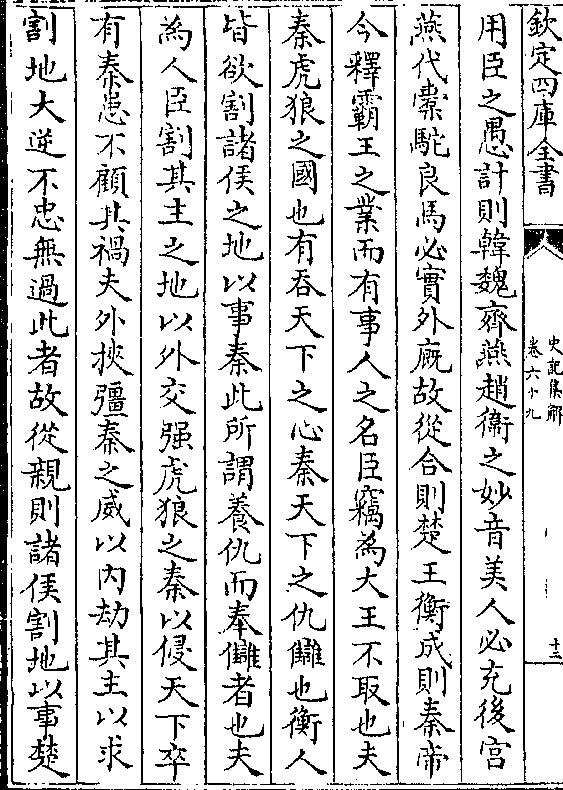 欽定四庫全書
史記集解
卷六十九
十三
用臣之愚計則韓魏齊燕趙衞之妙音美人必充後宮
燕代橐駝良馬必實外廐故從合則楚王衡成則秦帝
今釋霸王之業而有事人之名臣竊為大王不取也夫
秦虎狼之國也有吞天下之心秦天下之仇讎也衡人
皆欲割諸侯之地以事秦此所謂養仇而奉讎者也夫
為人臣割其主之地以外交强虎狼之秦以侵天下卒
有秦患不顧其禍夫外挾彊秦之威以内劫其主以求
割地大逆不忠無過此者故從親則諸侯割地以事楚